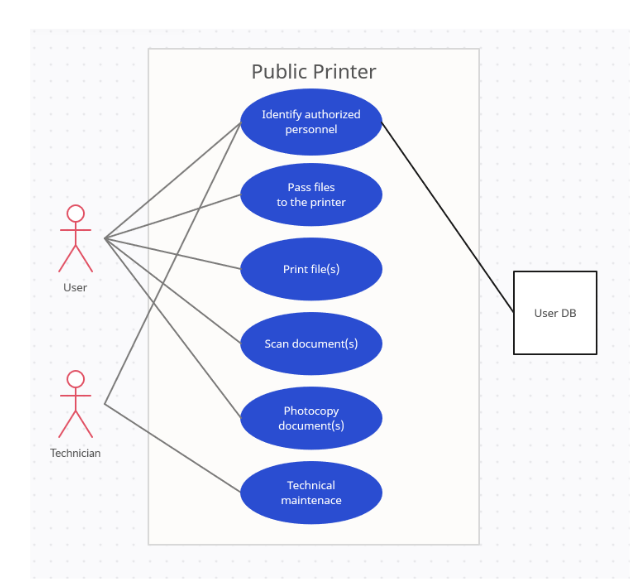 Public Printer
Identify authorized
personnel
Pass files
to the printer
Print file(s)
User
User DB
Scan document(s)
Photocopy
document(s)
Technician
Technical
maintenace